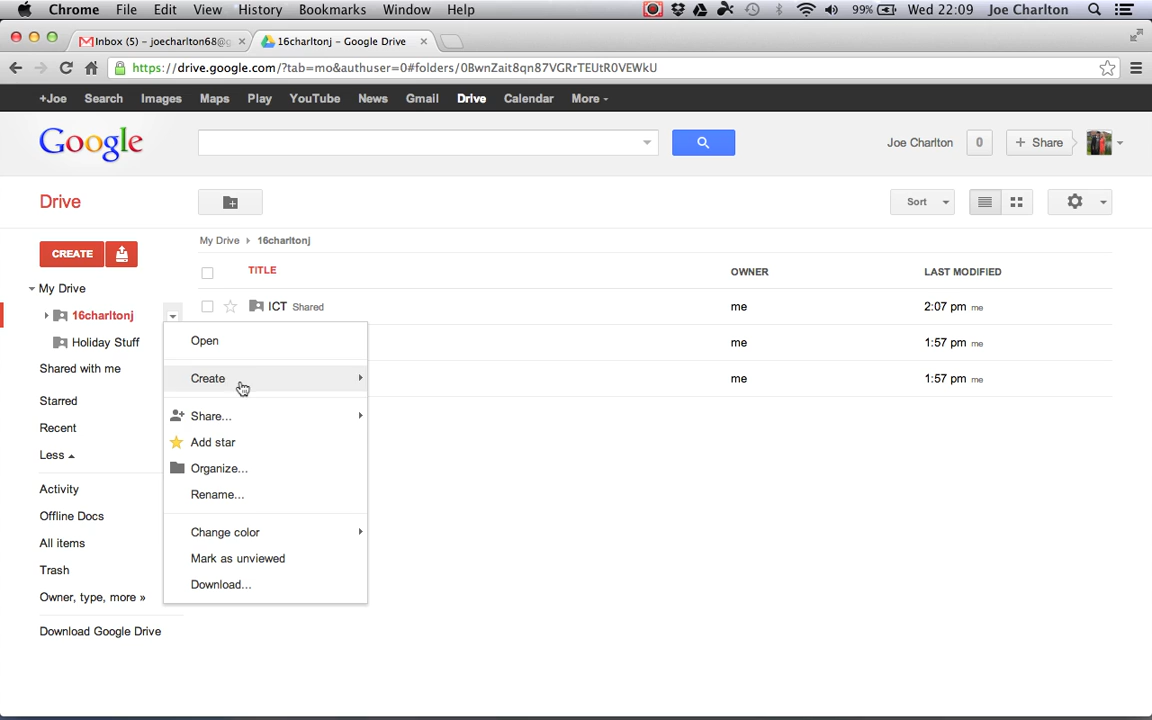 Chrome File Edit View History Bookmarks Window Help 99% Wed 22:09 Joe Charlton
Inbox (5) – joecharlton68@g 16charltonj – Google Drive
https://drive.google.com/?tab=mo&authuser=0#folders/0BwnZait8qn87VGRrTEUtR0VEWkU
+Joe Search Images Maps Play YouTube News Gmail Drive Calendar More
Google Joe Charlton 0 + Share
Drive Sort
CREATE
My Drive 16charltonj
TITLE OWNER LAST MODIFIED
My Drive
16charltonj
ICT Shared me 2:07 pm me
Holiday Stuff
me 1:57 pm me
Shared with me
me 1:57 pm me
Starred
Recent
Less
Activity
Offline Docs
All items
Trash
Owner, type, more »
Download Google Drive
Open
Create
Share...
Add star
Organize...
Rename...
Change color
Mark as unviewed
Download...